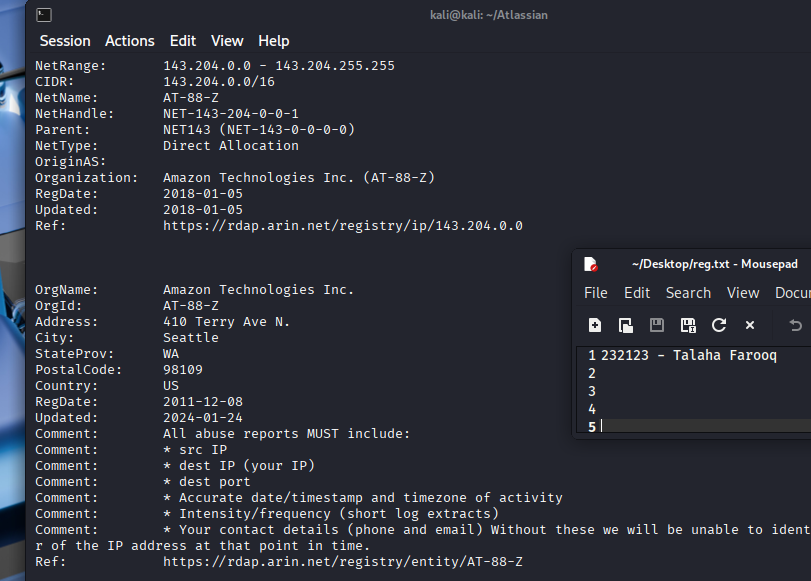 kali@kali: ~/Atlassian
Session Actions Edit View Help
NetRange: 143.204.0.0 - 143.204.255.255
CIDR: 143.204.0.0/16
NetName: AT-88-Z
NetHandle: NET-143-204-0-0-1
Parent: NET143 (NET-143-0-0-0-0)
NetType: Direct Allocation
OriginAS:
Organization: Amazon Technologies Inc. (AT-88-Z)
RegDate: 2018-01-05
Updated: 2018-01-05
Ref: https://rdap.arin.net/registry/ip/143.204.0.0
OrgName: Amazon Technologies Inc.
OrgId: AT-88-Z
Address: 410 Terry Ave N.
City: Seattle
StateProv: WA
PostalCode: 98109
Country: US
RegDate: 2011-12-08
Updated: 2024-01-24
Comment: All abuse reports MUST include:
Comment: * src IP
Comment: * dest IP (your IP)
Comment: * dest port
Comment: * Accurate date/timestamp and timezone of activity
Comment: * Intensity/frequency (short log extracts)
Comment: * Your contact details (phone and email) Without these we will be unable to ident
r of the IP address at that point in time.
Ref: https://rdap.arin.net/registry/entity/AT-88-Z
~/Desktop/reg.txt - Mousepad
File Edit Search View Docu
1 232123 - Talaha Farooq
2
3
4
5